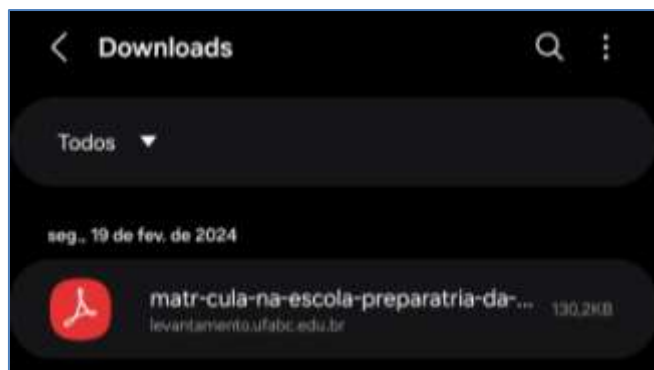 Downloads
Todos
seg., 19 de fev. de 2024
matr-cula-na-escola-preparatria-da-...
130,2KB
levantamento.ufabc.edu.br